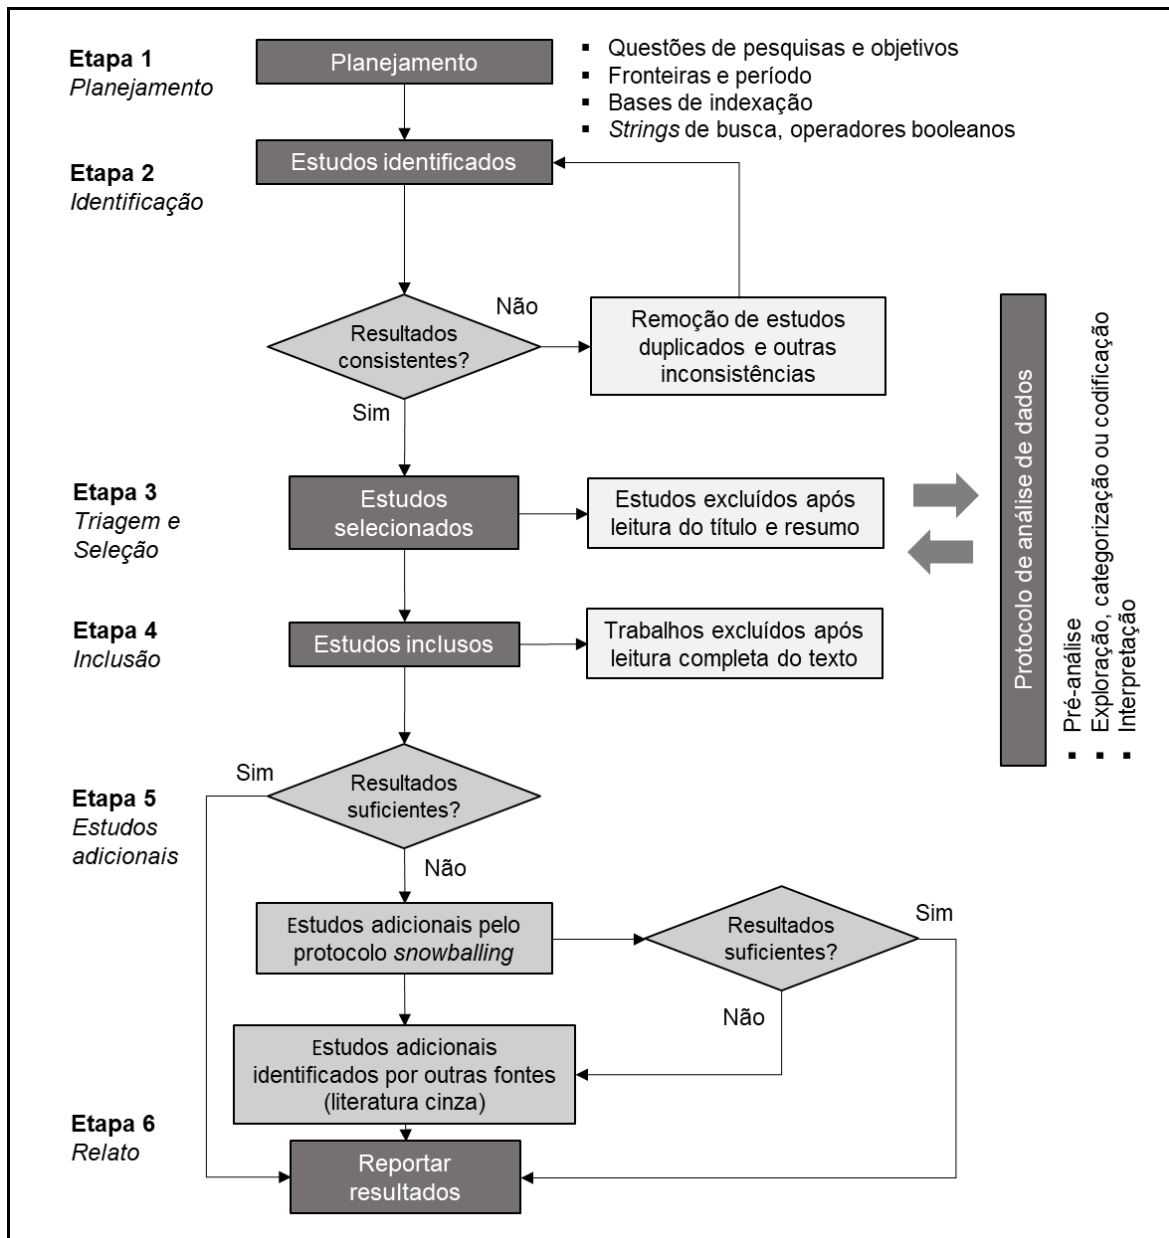 Etapa 1
Planejamento
Planejamento
▪ Questões de pesquisas e objetivos
▪ Fronteiras e período
▪ Bases de indexação
▪ Strings de busca, operadores booleanos
Etapa 2
Identificação
Estudos identificados
Resultados
consistentes?
Não
Sim
Remoção de estudos
duplicados e outras
inconsistências
Etapa 3
Triagem e
Seleção
Estudos
selecionados
Estudos excluídos após
leitura do título e resumo
Etapa 4
Inclusão
Estudos inclusos
Trabalhos excluídos após
leitura completa do texto
Protocolo de análise de dados
▪ Pré-análise
▪ Exploração, categorização ou codificação
▪ Interpretação
Etapa 5
Estudos
adicionais
Sim
Resultados
suficientes?
Não
Estudos adicionais pelo
protocolo snowballing
Resultados
suficientes?
Sim
Não
Estudos adicionais
identificados por outras fontes
(literatura cinza)
Etapa 6
Relato
Reportar
resultados